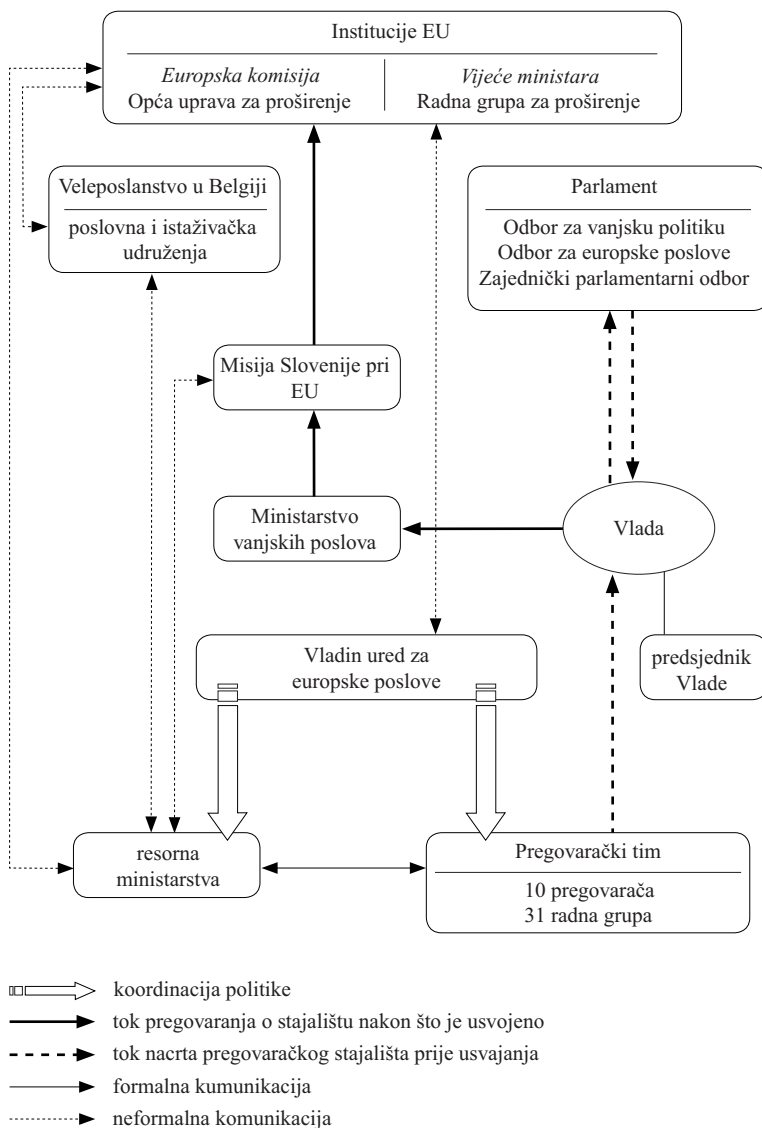 Institucije EU
Europska komisija
Opća uprava za proširenje
Vijeće ministara
Radna grupa za proširenje
Veleposlanstvo u Belgiji
poslovna i istaživačka
udruženja
Parlament
Odbor za vanjsku politiku
Odbor za europske poslove
Zajednički parlamentarni odbor
Misija Slovenije pri
EU
Ministarstvo
vanjskih poslova
Vlada
Vladin ured za
europske poslove
predsjednik
Vlade
resorna
ministarstva
Pregovarački tim
10 pregovarača
31 radna grupa
koordinacija politike
tok pregovaranja o stajalištu nakon što je usvojeno
tok nacrta pregovaračkog stajališta prije usvajanja
formalna kumunikacija
neformalna komunikacija